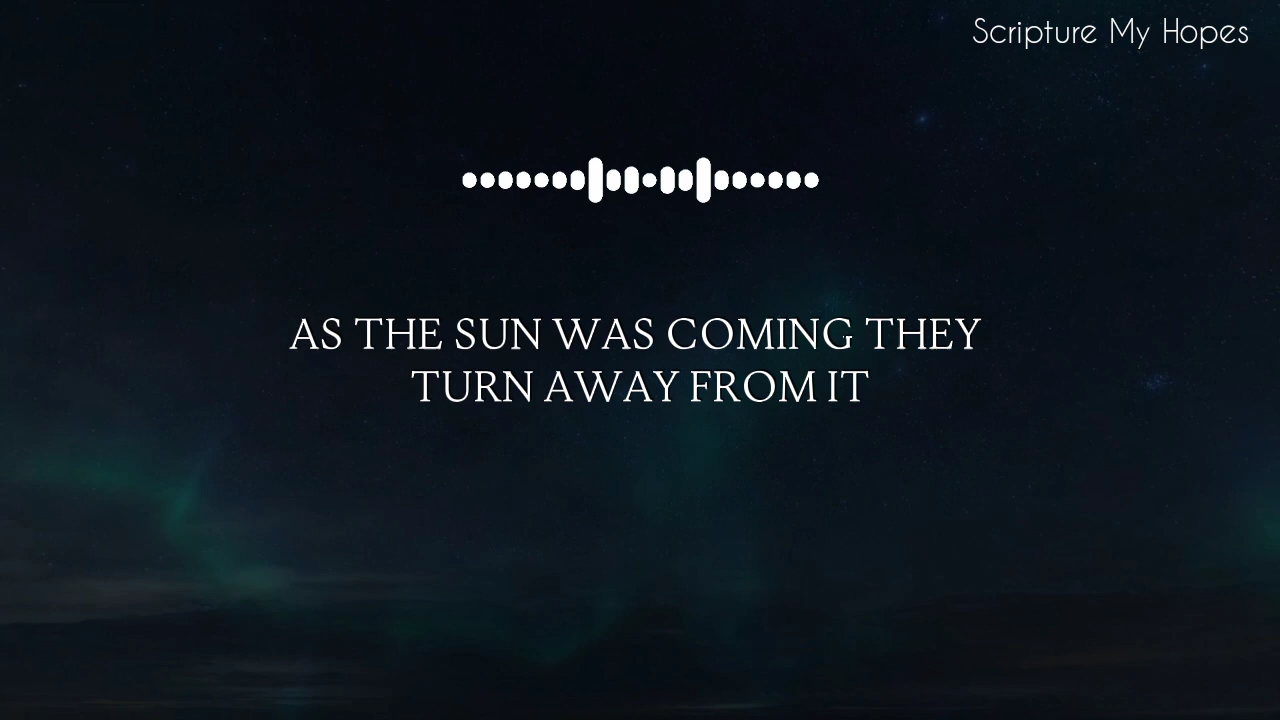 Scripture My Hopes
AS THE SUN WAS COMING THEY
TURN AWAY FROM IT